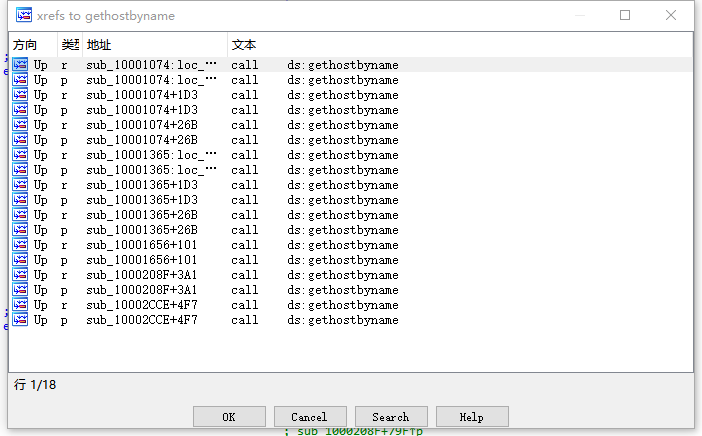 xrefs to gethostbyname
方向 类型 地址 文本
Up r sub_10001074:loc_… call ds:gethostbyname
Up p sub_10001074:loc_… call ds:gethostbyname
Up r sub_10001074+1D3 call ds:gethostbyname
Up p sub_10001074+1D3 call ds:gethostbyname
Up r sub_10001074+26B call ds:gethostbyname
Up p sub_10001074+26B call ds:gethostbyname
Up r sub_10001365:loc_… call ds:gethostbyname
Up p sub_10001365:loc_… call ds:gethostbyname
Up r sub_10001365+1D3 call ds:gethostbyname
Up p sub_10001365+1D3 call ds:gethostbyname
Up r sub_10001365+26B call ds:gethostbyname
Up p sub_10001365+26B call ds:gethostbyname
Up r sub_10001656+101 call ds:gethostbyname
Up p sub_10001656+101 call ds:gethostbyname
Up r sub_1000208F+3A1 call ds:gethostbyname
Up p sub_1000208F+3A1 call ds:gethostbyname
Up r sub_10002CCE+4F7 call ds:gethostbyname
Up p sub_10002CCE+4F7 call ds:gethostbyname
行 1/18
OK Cancel Search Help
; sub_1000208F+79F↑p